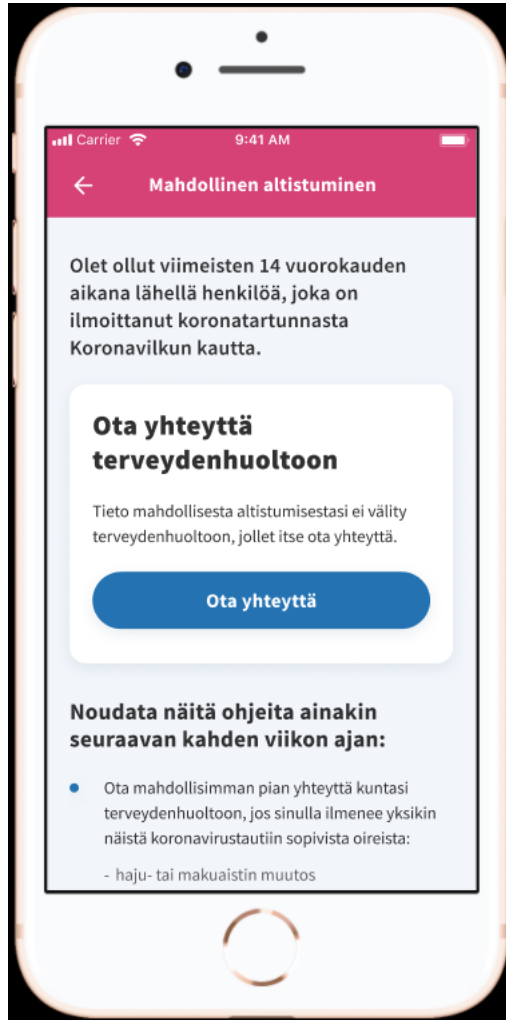 Carrier 9:41 AM
Mahdollinen altistuminen
Olet ollut viimeisten 14 vuorokauden
aikana lähellä henkilöä, joka on
ilmoittanut koronatartunnasta
Koronavilkun kautta.
Ota yhteyttä
terveydenhuoltoon
Tieto mahdollisesta altistumisestasi ei välity
terveydenhuoltoon, jollet itse ota yhteyttä.
Ota yhteyttä
Noudata näitä ohjeita ainakin
seuraavan kahden viikon ajan:
Ota mahdollisimman pian yhteyttä kuntasi
terveydenhuoltoon, jos sinulla ilmenee yksikin
näistä koronavirustautiin sopivista oireista:
- haju- tai makuaistin muutos